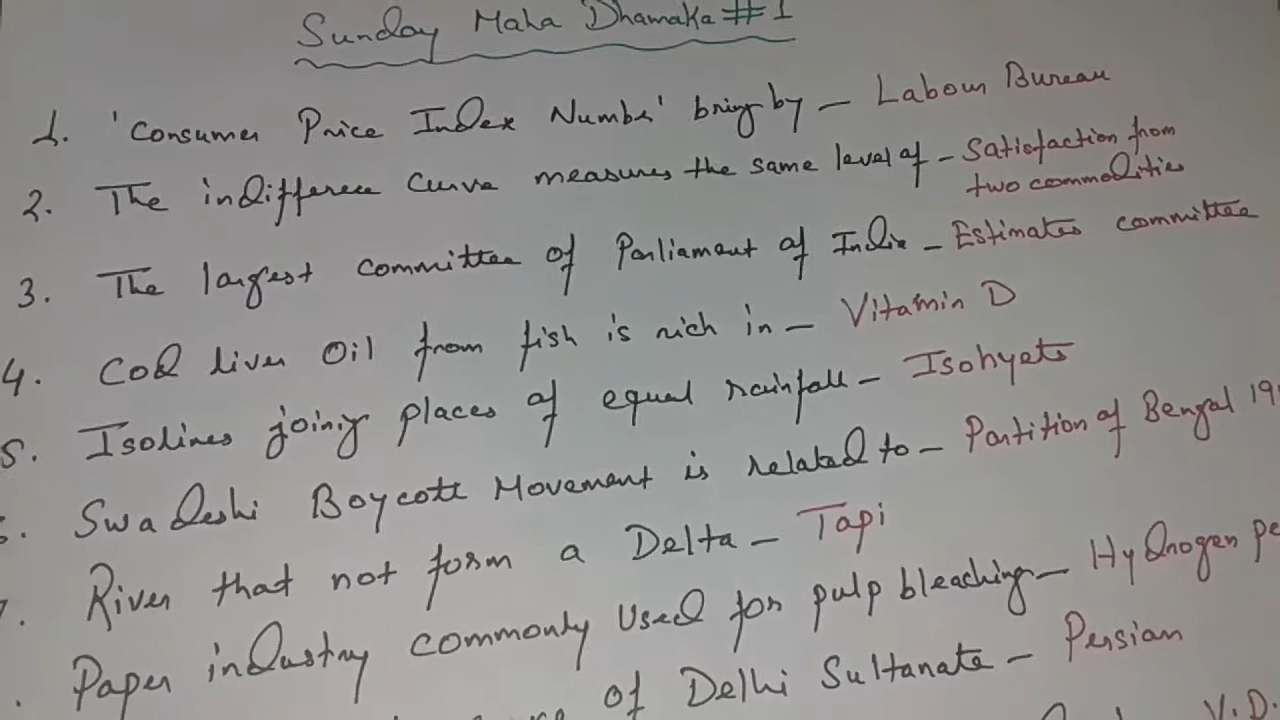 Sunday Maha Dhamaka #1
1. 'Consumer Price Index Number' bring by – Labour Bureau
2. The indifference Curve measures the same level of – Satisfaction from
two commodities
3. The largest committee of Parliament of India – Estimates committee
4. Cod liver Oil from fish is rich in – Vitamin D
5. Isolines joining places of equal rainfall – Isohyets
Swadeshi Boycott Movement is related to – Partition of Bengal 19
7. River that not form a Delta – Tapi
. Paper industry commonly Used for pulp bleaching – Hydrogen pe
of Delhi Sultanate – Persian
V.D.